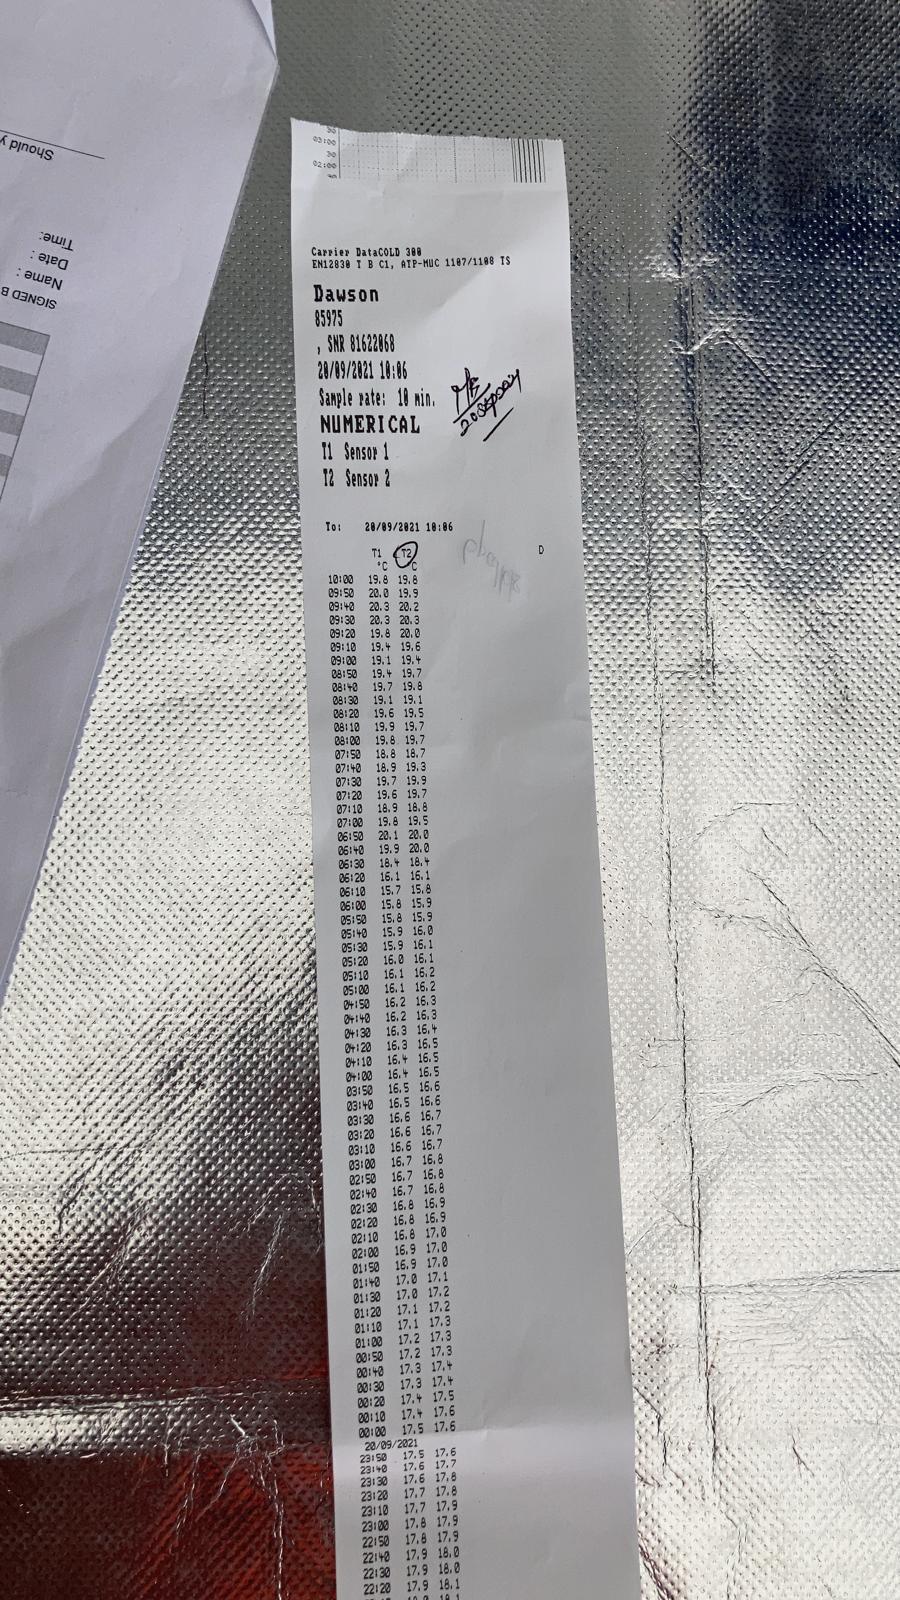 Should y
Time:
Date :
Name :
SIGNED B
30
03:00
30
02:00
Carrier DataCOLD 300
EN12830 T B C1, ATP-MUC 1107/1108 TS
Dawson
85975
, SNR 81622068
20/09/2021 10:06
Sample rate: 10 min.
NUMERICAL
T1 Sensor 1
T2 Sensor 2
To: 20/09/2021 10:06
T1 T2 D
°C C
10:00 19.8 19.8
09:50 20.0 19.9
09:40 20.3 20.2
09:30 20.3 20.3
09:20 19.8 20.0
09:10 19.4 19.6
09:00 19.1 19.4
08:50 19.4 19.7
08:40 19.7 19.8
08:30 19.1 19.1
08:20 19.6 19.5
08:10 19.9 19.7
08:00 19.8 19.7
07:50 18.8 18.7
07:40 18.9 19.3
07:30 19.7 19.9
07:20 19.6 19.7
07:10 18.9 18.8
07:00 19.8 19.5
06:50 20.1 20.0
06:40 19.9 20.0
06:30 18.4 18.4
06:20 16.1 16.1
06:10 15.7 15.8
06:00 15.8 15.9
05:50 15.8 15.9
05:40 15.9 16.0
05:30 15.9 16.1
05:20 16.0 16.1
05:10 16.1 16.2
05:00 16.1 16.2
04:50 16.2 16.3
04:40 16.2 16.3
04:30 16.3 16.4
04:20 16.3 16.5
04:10 16.4 16.5
04:00 16.4 16.5
03:50 16.5 16.6
03:40 16.5 16.6
03:30 16.6 16.7
03:20 16.6 16.7
03:10 16.6 16.7
03:00 16.7 16.8
02:50 16.7 16.8
02:40 16.7 16.8
02:30 16.8 16.9
02:20 16.8 16.9
02:10 16.8 17.0
02:00 16.9 17.0
01:50 16.9 17.0
01:40 17.0 17.1
01:30 17.0 17.2
01:20 17.1 17.2
01:10 17.1 17.3
01:00 17.2 17.3
00:50 17.2 17.3
00:40 17.3 17.4
00:30 17.3 17.4
00:20 17.4 17.5
00:10 17.4 17.6
00:00 17.5 17.6
20/09/2021
23:50 17.5 17.6
23:40 17.6 17.7
23:30 17.6 17.8
23:20 17.7 17.8
23:10 17.7 17.9
23:00 17.8 17.9
22:50 17.8 17.9
22:40 17.9 18.0
22:30 17.9 18.0
22:20 17.9 18.1